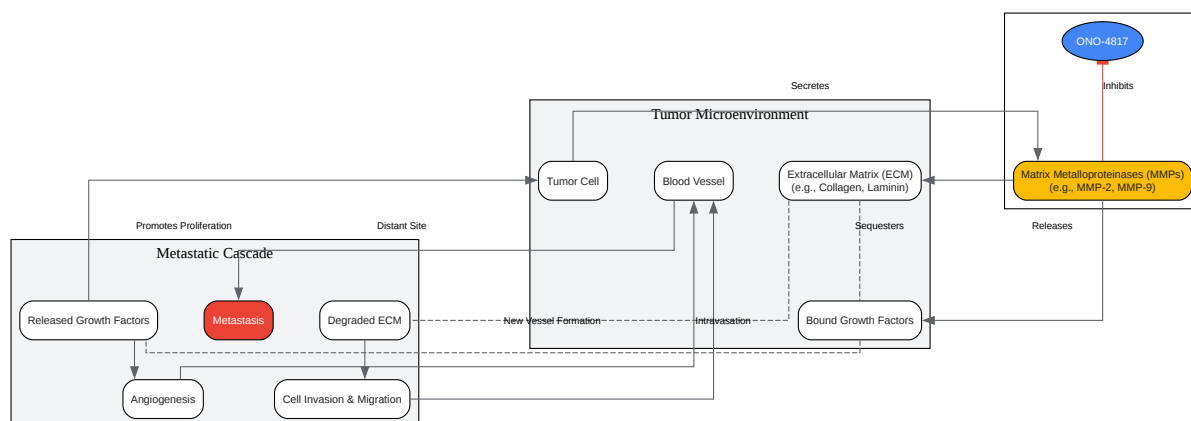 ONO-4817
Secretes
Inhibits
Tumor Microenvironment
Tumor Cell
Blood Vessel
Extracellular Matrix (ECM)
(e.g., Collagen, Laminin)
Matrix Metalloproteinases (MMPs)
(e.g., MMP-2, MMP-9)
Promotes Proliferation
Distant Site
Sequesters
Releases
Metastatic Cascade
Released Growth Factors
Metastasis
Degraded ECM
New Vessel Formation
Intravasation
Bound Growth Factors
Angiogenesis
Cell Invasion & Migration